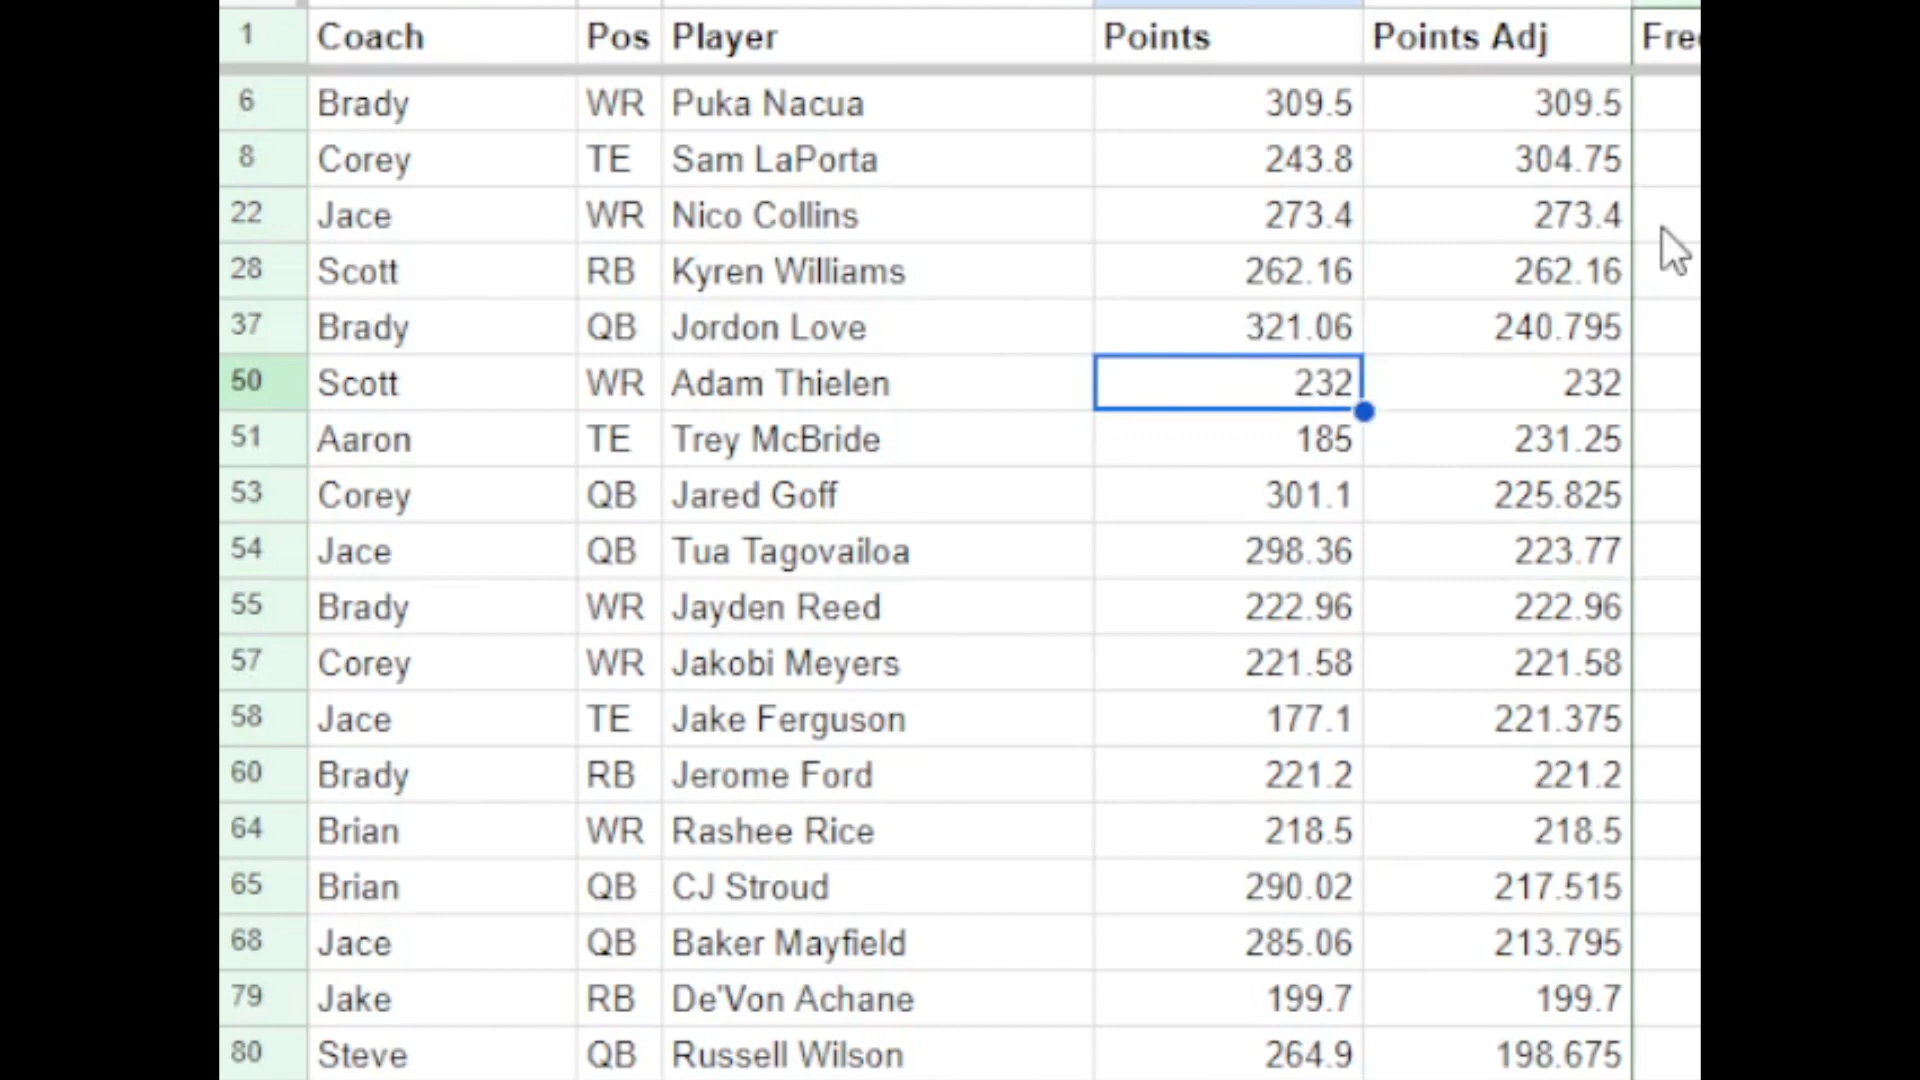 1 Coach Pos Player Points Points Adj Fre
6 Brady WR Puka Nacua 309.5 309.5
8 Corey TE Sam LaPorta 243.8 304.75
22 Jace WR Nico Collins 273.4 273.4
28 Scott RB Kyren Williams 262.16 262.16
37 Brady QB Jordon Love 321.06 240.795
50 Scott WR Adam Thielen 232 232
51 Aaron TE Trey McBride 185 231.25
53 Corey QB Jared Goff 301.1 225.825
54 Jace QB Tua Tagovailoa 298.36 223.77
55 Brady WR Jayden Reed 222.96 222.96
57 Corey WR Jakobi Meyers 221.58 221.58
58 Jace TE Jake Ferguson 177.1 221.375
60 Brady RB Jerome Ford 221.2 221.2
64 Brian WR Rashee Rice 218.5 218.5
65 Brian QB CJ Stroud 290.02 217.515
68 Jace QB Baker Mayfield 285.06 213.795
79 Jake RB De'Von Achane 199.7 199.7
80 Steve QB Russell Wilson 264.9 198.675